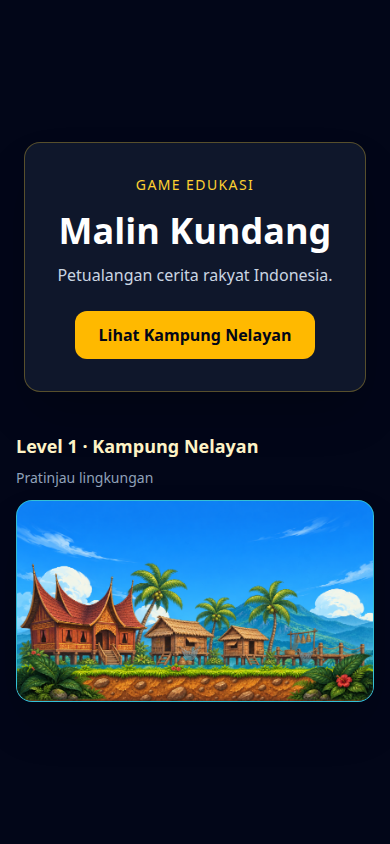 GAME EDUKASI
Malin Kundang
Petualangan cerita rakyat Indonesia.
Lihat Kampung Nelayan
Level 1 · Kampung Nelayan
Pratinjau lingkungan